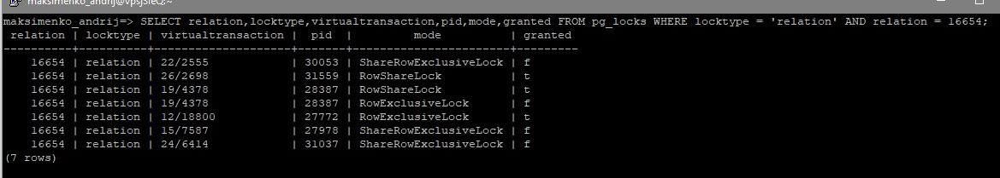 maksimenko_andrij@vpsj3IeQ:~
maksimenko_andrij=> SELECT relation,locktype,virtualtransaction,pid,mode,granted FROM pg_locks WHERE locktype = 'relation' AND relation = 16654;
relation | locktype | virtualtransaction | pid | mode | granted
----------+----------+--------------------+-------+-----------------------+---------
16654 | relation | 22/2555 | 30053 | ShareRowExclusiveLock | f
16654 | relation | 26/2698 | 31559 | RowShareLock | t
16654 | relation | 19/4378 | 28387 | RowShareLock | t
16654 | relation | 19/4378 | 28387 | RowExclusiveLock | f
16654 | relation | 12/18800 | 27772 | RowExclusiveLock | t
16654 | relation | 15/7587 | 27978 | ShareRowExclusiveLock | f
16654 | relation | 24/6414 | 31037 | ShareRowExclusiveLock | f
(7 rows)